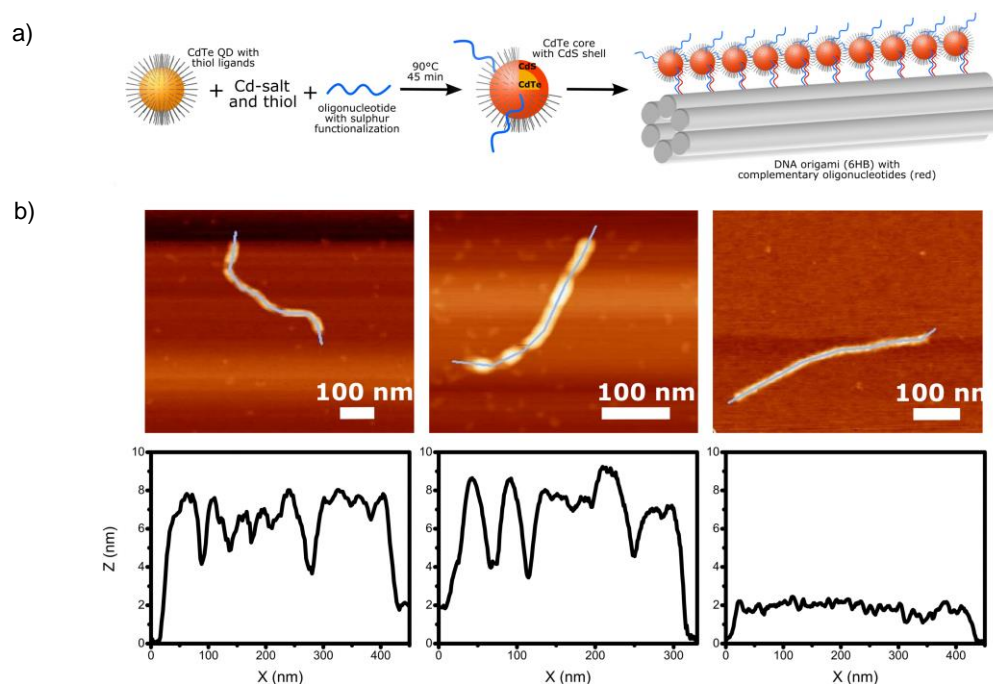 a)
CdTe QD with
thiol ligands
+
Cd-salt
and thiol
+
oligonucleotide
with sulphur
functionalization
90ºC
45 min
CdTe core
with CdS shell
CdS
CdTe
DNA origami (6HB) with
complementary oligonucleotides (red)
b)
100 nm
100 nm
100 nm
10
8
6
4
2
0
Z (nm)
0 100 200 300 400
X (nm)
10
8
6
4
2
0
0 100 200 300
X (nm)
10
8
6
4
2
0
0 100 200 300 400
X (nm)